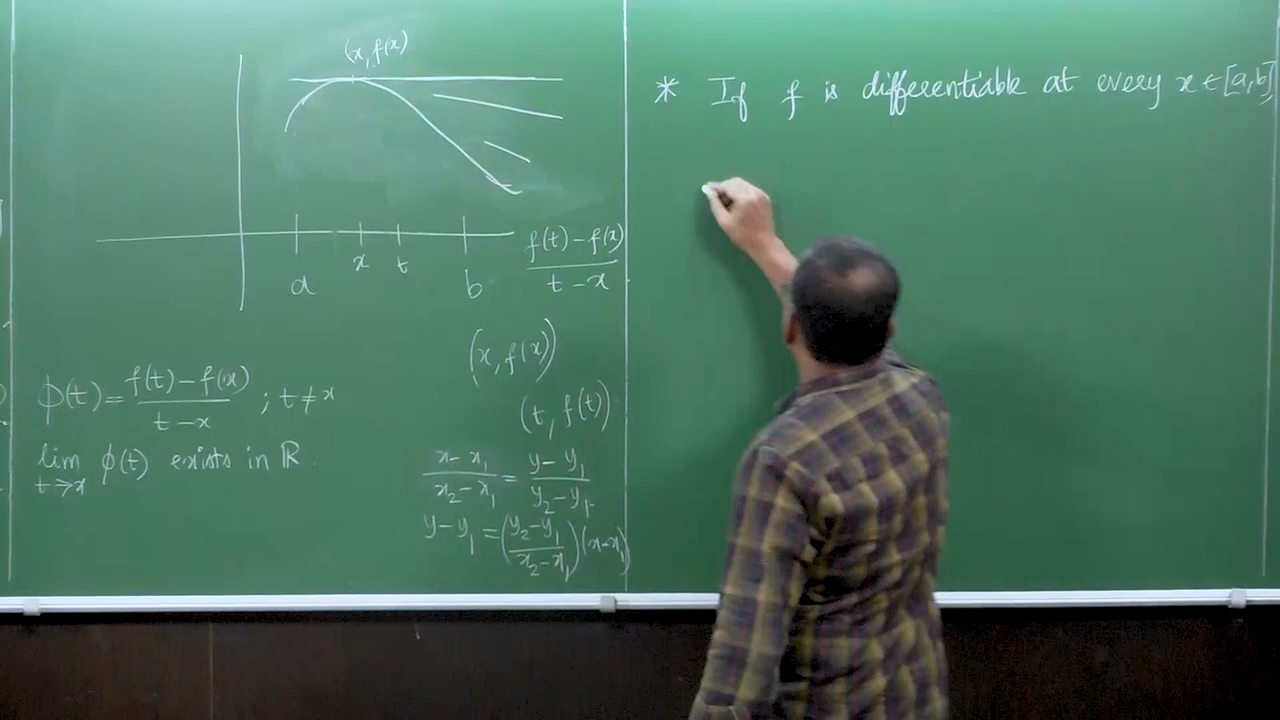 (x, f(x))
a x t b
f(t) - f(x) / t - x
(x, f(x))
(t, f(t))
ϕ(t) = f(t) - f(x) / t - x ; t ≠ x
lim t→x ϕ(t) exists in ℝ.
x - x₁ / x₂ - x₁ = y - y₁ / y₂ - y₁.
y - y₁ = (y₂ - y₁ / x₂ - x₁) (x - x₁)
* If f is differentiable at every x ∈ [a, b]